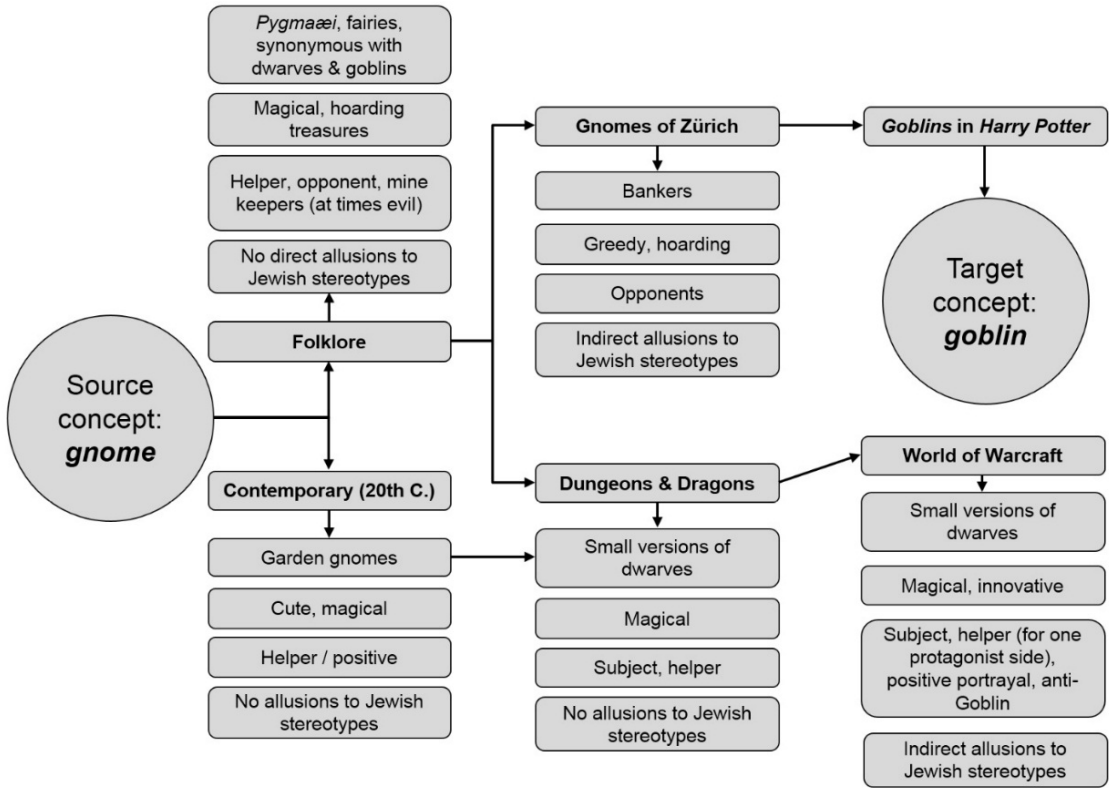 Pygmaæi, fairies,
synonymous with
dwarves & goblins
Magical, hoarding
treasures
Helper, opponent, mine
keepers (at times evil)
No direct allusions to
Jewish stereotypes
Folklore
Source
concept:
gnome
Contemporary (20th C.)
Garden gnomes
Cute, magical
Helper / positive
No allusions to Jewish
stereotypes
Gnomes of Zürich
Bankers
Greedy, hoarding
Opponents
Indirect allusions to
Jewish stereotypes
Dungeons & Dragons
Small versions of
dwarves
Magical
Subject, helper
No allusions to Jewish
stereotypes
Goblins in Harry Potter
Target
concept:
goblin
World of Warcraft
Small versions of
dwarves
Magical, innovative
Subject, helper (for one
protagonist side),
positive portrayal, anti-
Goblin
Indirect allusions to
Jewish stereotypes